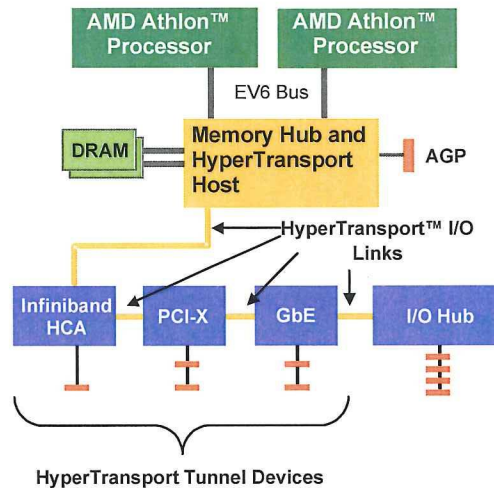 AMD Athlon™
Processor
AMD Athlon™
Processor
EV6 Bus
DRAM
Memory Hub and
HyperTransport
Host
AGP
HyperTransport™ I/O
Links
Infiniband
HCA
PCI-X
GbE
I/O Hub
HyperTransport Tunnel Devices